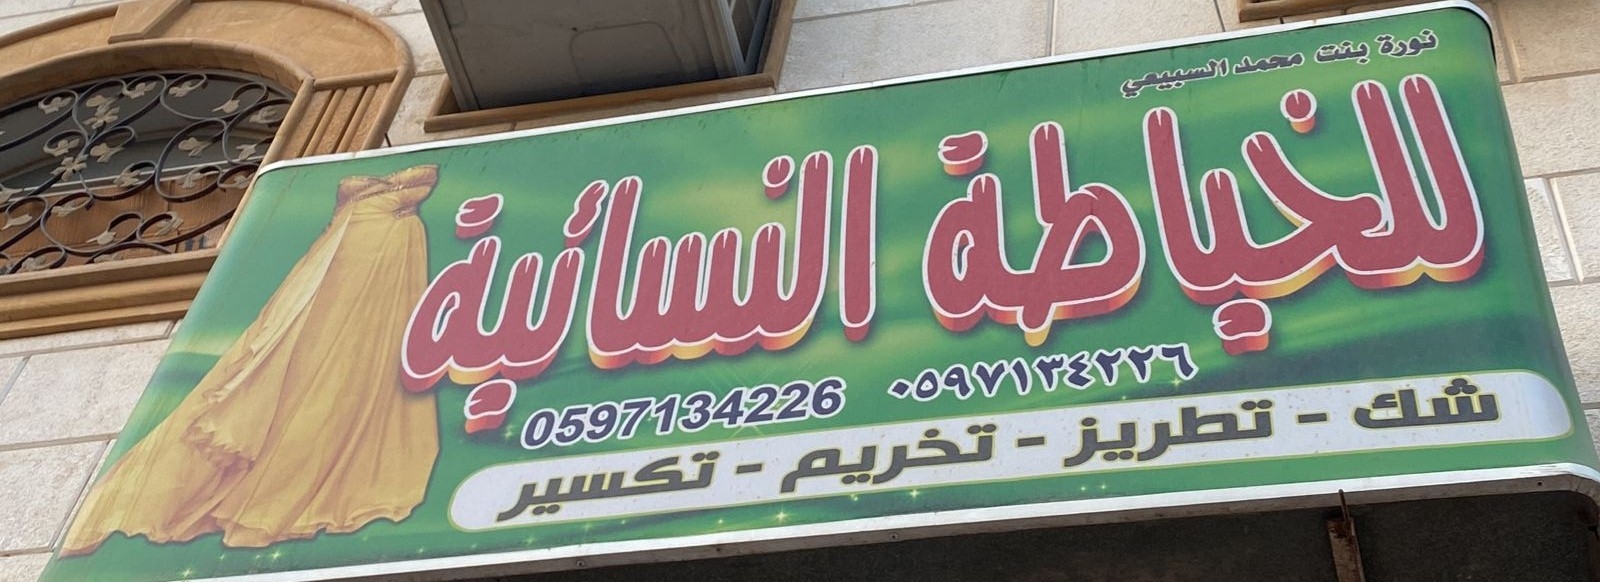 نورة بنت محمد السبيعي
للخياطة النسائية
0597134226 ٠٥٩٧١٣٤٢٢٦
شك - تطريز - تخريم - تكسير